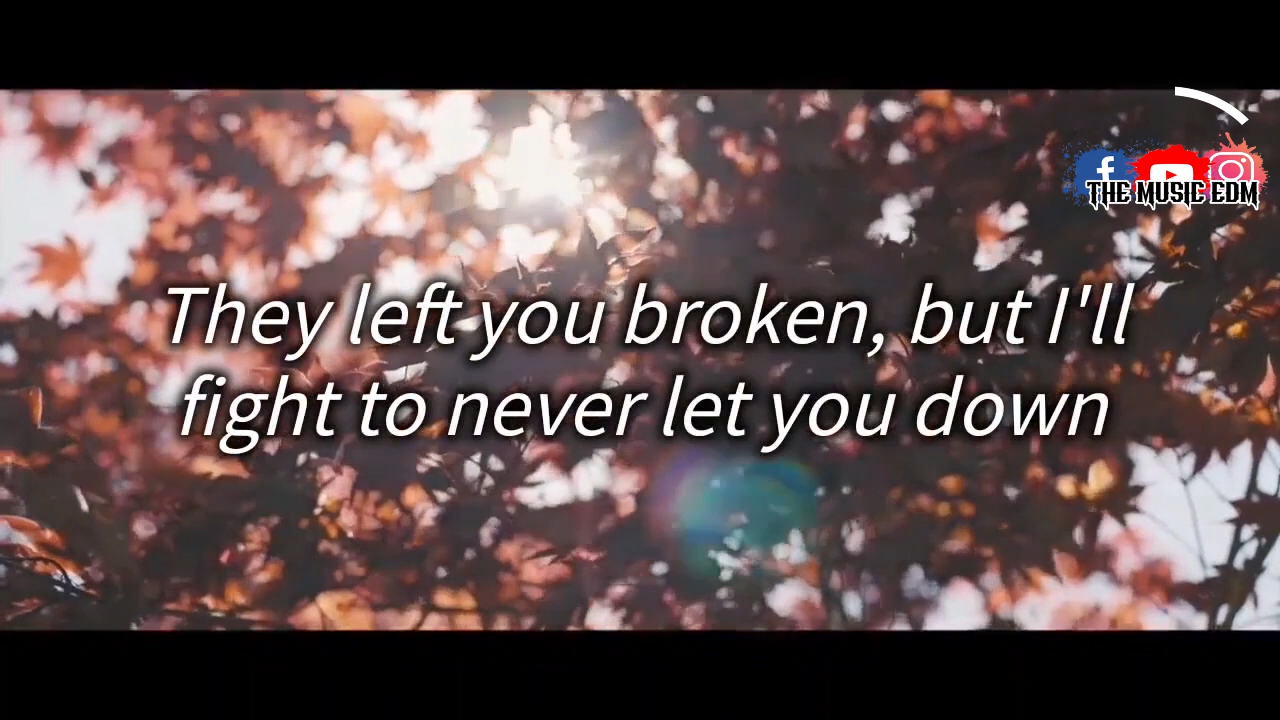 THE MUSIC EDM
They left you broken, but I'll
fight to never let you down